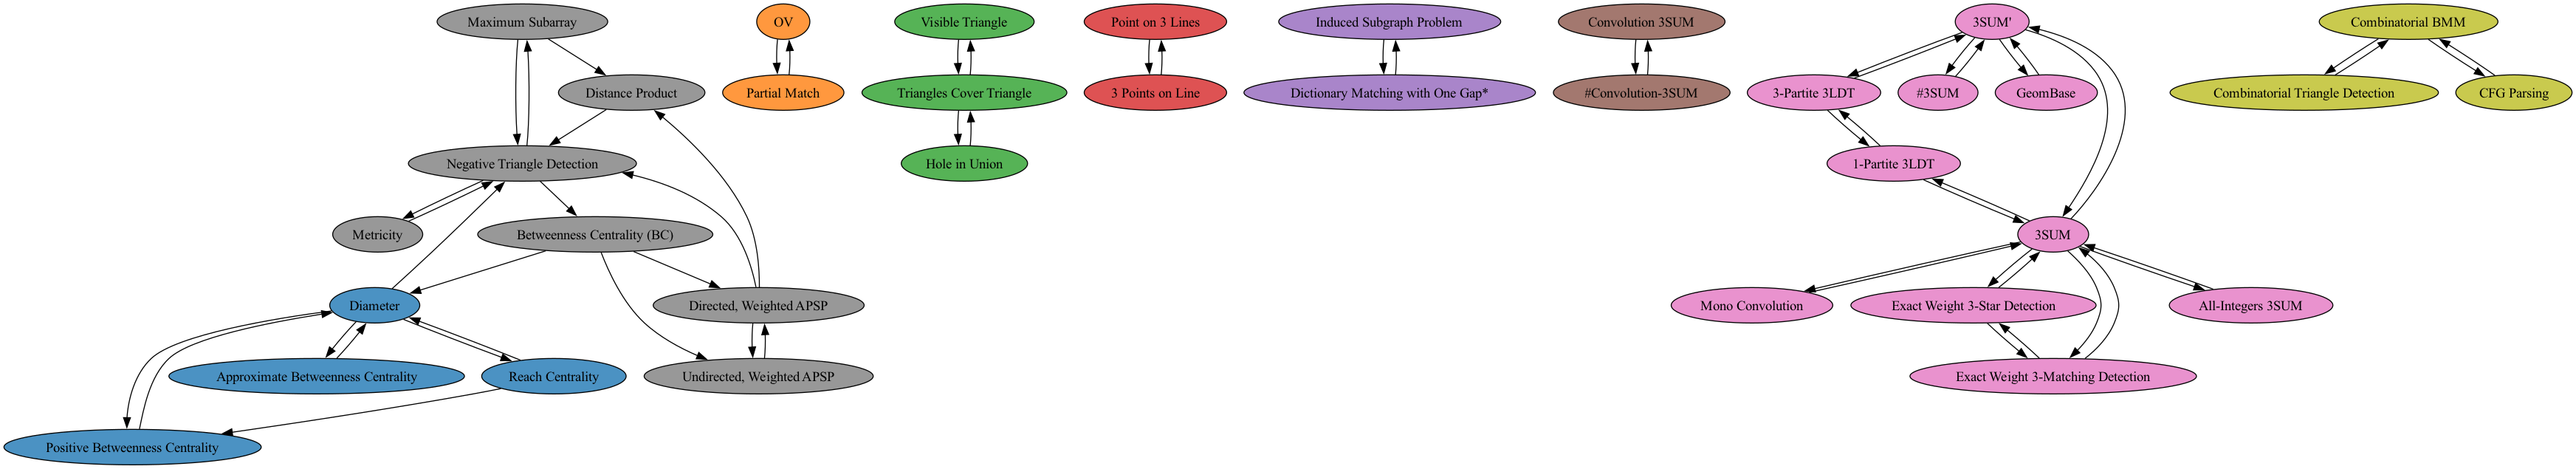 Maximum Subarray
OV
Visible Triangle
Point on 3 Lines
Induced Subgraph Problem
Convolution 3SUM
3SUM'
Combinatorial BMM
Distance Product
Partial Match
Triangles Cover Triangle
3 Points on Line
Dictionary Matching with One Gap*
#Convolution-3SUM
3-Partite 3LDT
#3SUM
GeomBase
Combinatorial Triangle Detection
CFG Parsing
Negative Triangle Detection
Hole in Union
1-Partite 3LDT
Metricity
Betweenness Centrality (BC)
3SUM
Diameter
Directed, Weighted APSP
Mono Convolution
Exact Weight 3-Star Detection
All-Integers 3SUM
Approximate Betweenness Centrality
Reach Centrality
Undirected, Weighted APSP
Exact Weight 3-Matching Detection
Positive Betweenness Centrality